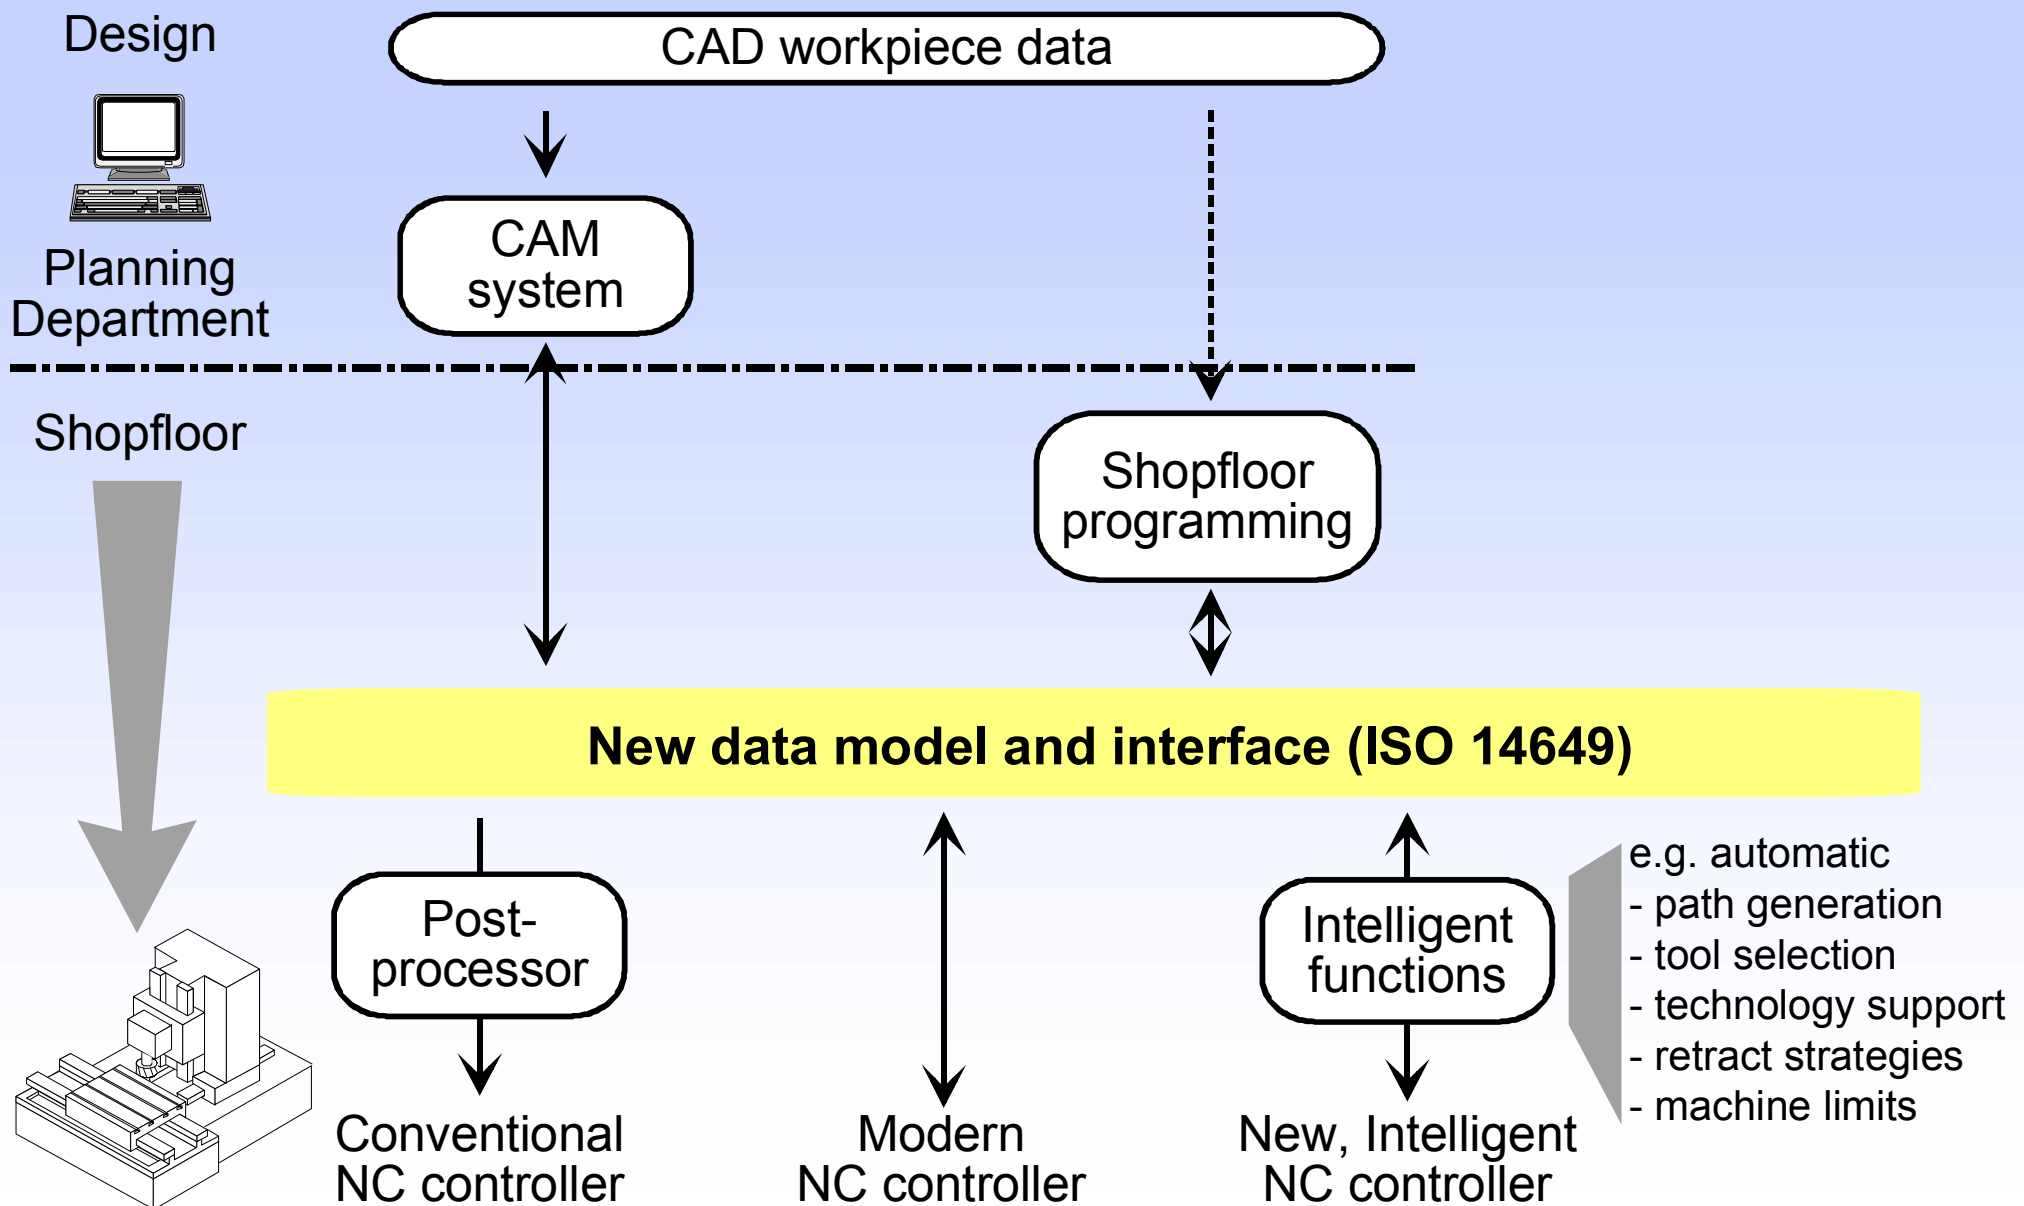 Design
CAD workpiece data
CAM
system
Planning
Department
Shopfloor
Shopfloor
programming
New data model and interface (ISO 14649)
Post-
processor
Intelligent
functions
e.g. automatic
- path generation
- tool selection
- technology support
- retract strategies
- machine limits
Conventional
NC controller
Modern
NC controller
New, Intelligent
NC controller